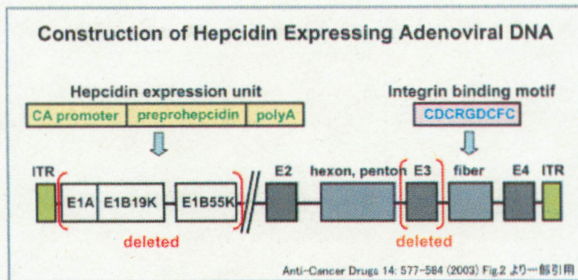 Construction of Hepcidin Expressing Adenoviral DNA
Hepcidin expression unit
Integrin binding motif
CA promoter preprohepcidin polyA
CDCRGDCFC
ITR
E2 hexon, penton E3 fiber E4 ITR
E1A E1B19K E1B55K
deleted
deleted
Anti-Cancer Drugs 14: 577-584 (2003) Fig.2 より一部引用